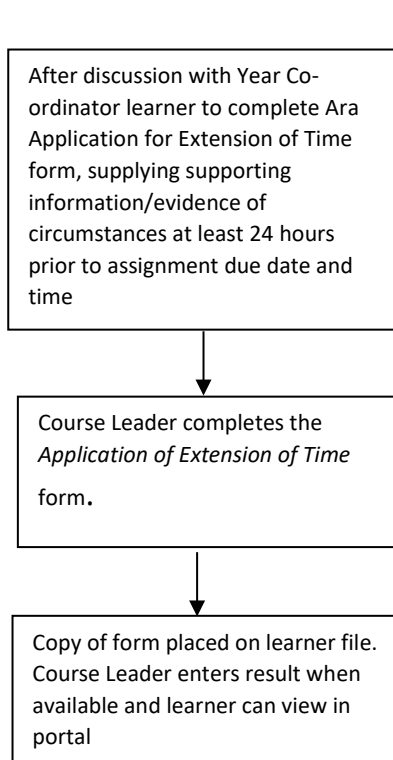 After discussion with Year Co-
ordinator learner to complete Ara
Application for Extension of Time
form, supplying supporting
information/evidence of
circumstances at least 24 hours
prior to assignment due date and
time
Course Leader completes the
Application of Extension of Time
form.
Copy of form placed on learner file.
Course Leader enters result when
available and learner can view in
portal